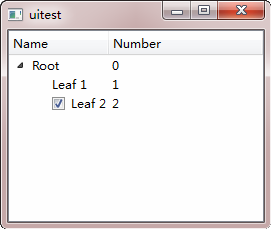 uitest
Name Number
Root 0
Leaf 1 1
Leaf 2 2